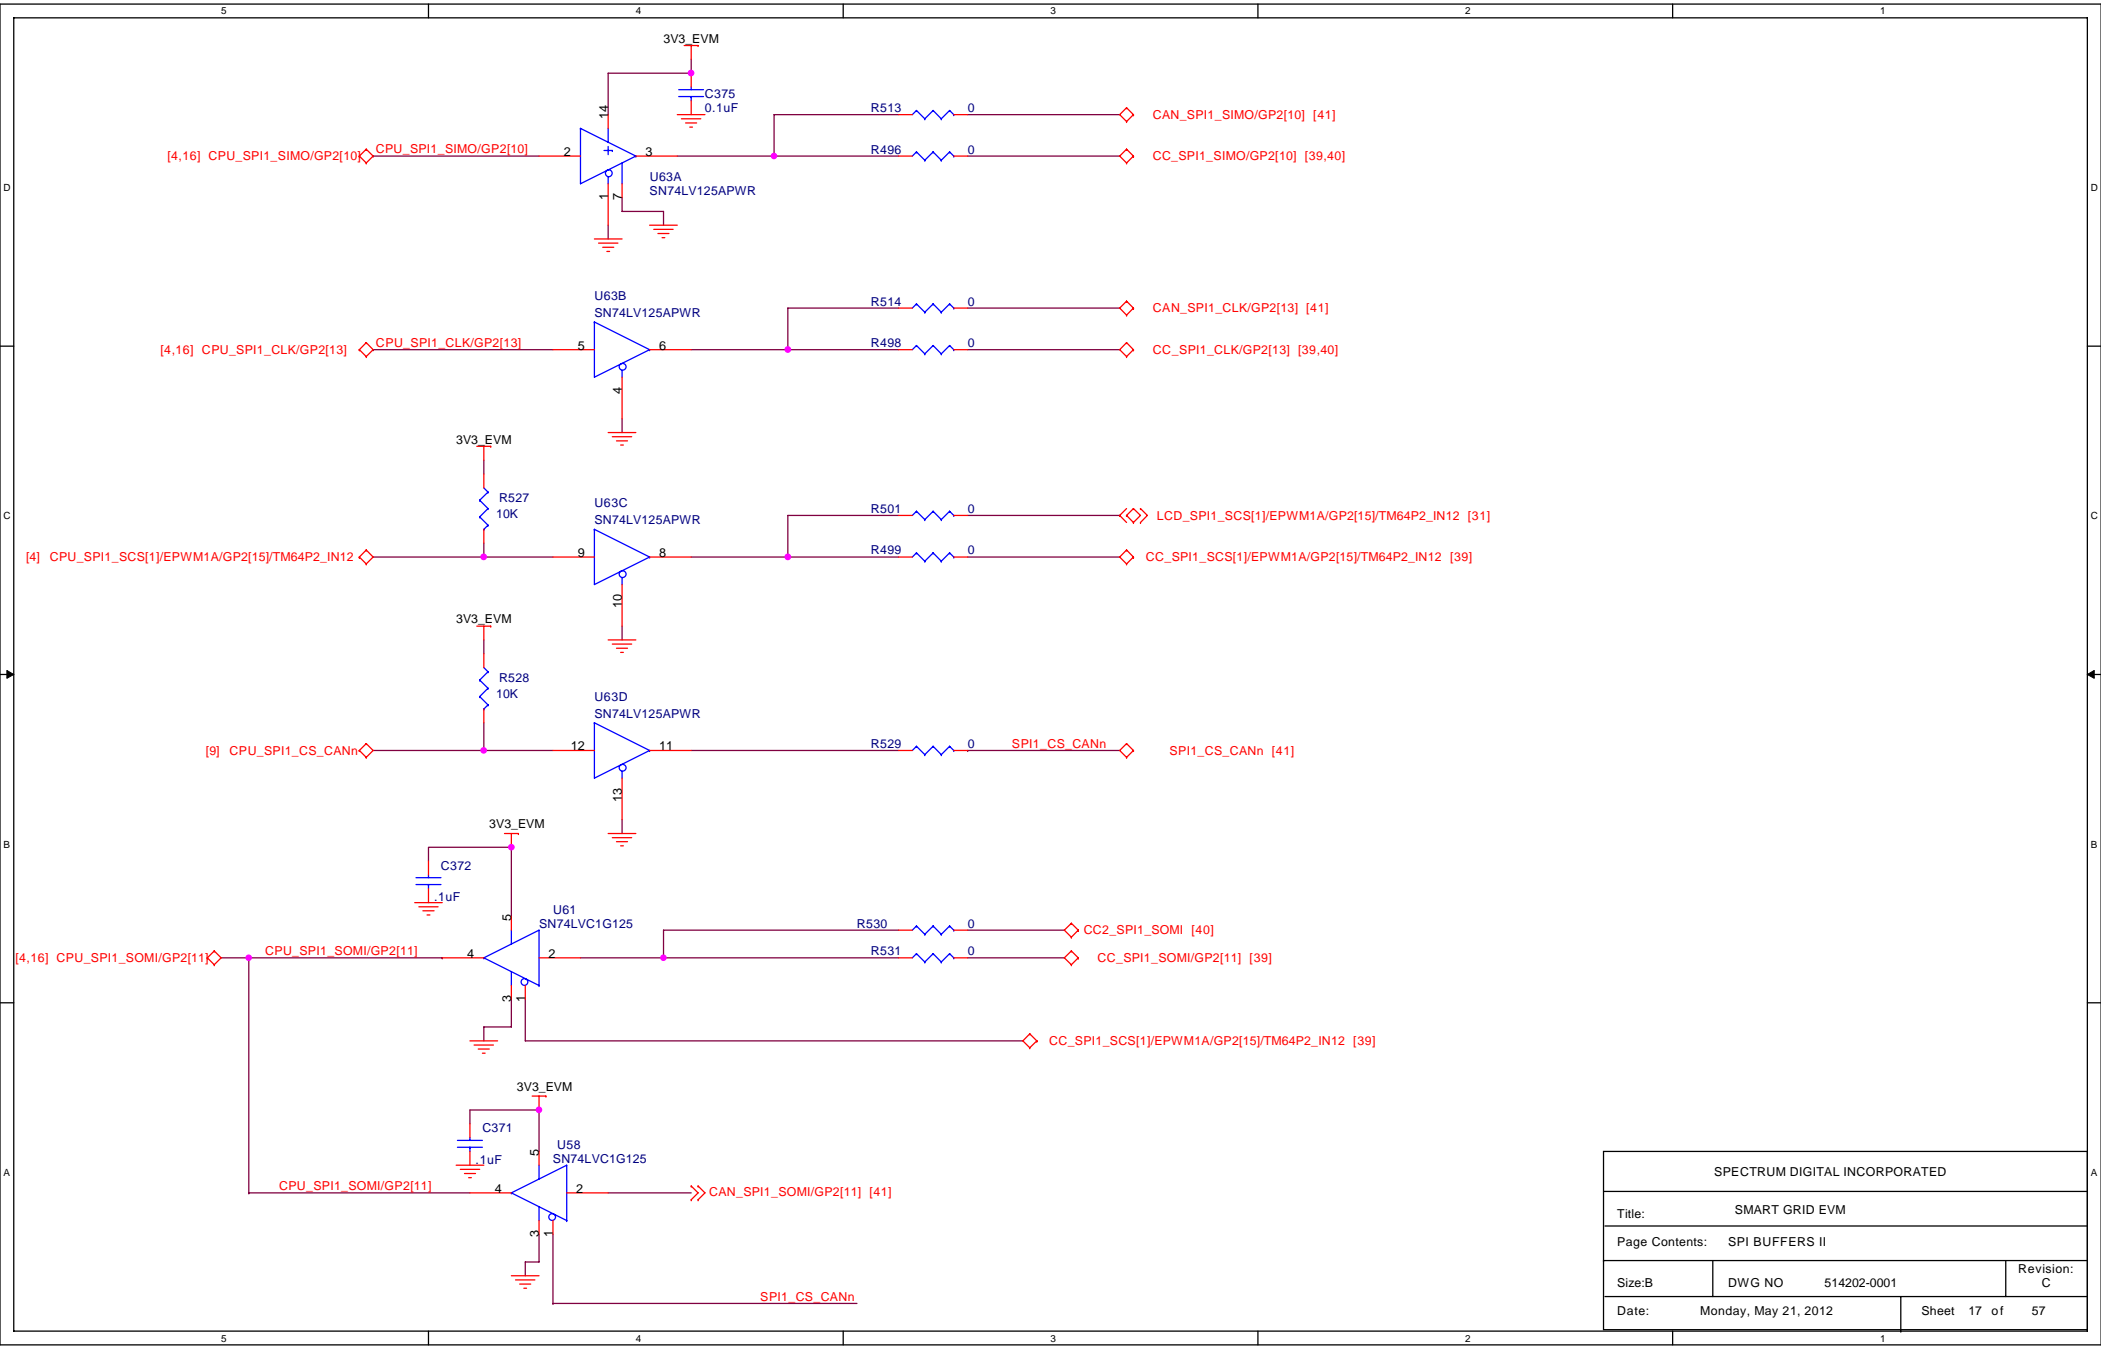 5 4 3 2 1
3V3_EVM
C375
0.1uF
14
R513 0 CAN_SPI1_SIMO/GP2[10] [41]
[4,16] CPU_SPI1_SIMO/GP2[10] CPU_SPI1_SIMO/GP2[10] 2 3 R496 0 CC_SPI1_SIMO/GP2[10] [39,40]
U63A
SN74LV125APWR
1 7
D D
U63B
SN74LV125APWR
R514 0 CAN_SPI1_CLK/GP2[13] [41]
[4,16] CPU_SPI1_CLK/GP2[13] CPU_SPI1_CLK/GP2[13] 5 6 R498 0 CC_SPI1_CLK/GP2[13] [39,40]
4
3V3_EVM
R527
10K
U63C
SN74LV125APWR
C C
R501 0 LCD_SPI1_SCS[1]/EPWM1A/GP2[15]/TM64P2_IN12 [31]
[4] CPU_SPI1_SCS[1]/EPWM1A/GP2[15]/TM64P2_IN12 9 8 R499 0 CC_SPI1_SCS[1]/EPWM1A/GP2[15]/TM64P2_IN12 [39]
10
3V3_EVM
R528
10K
U63D
SN74LV125APWR
[9] CPU_SPI1_CS_CANn 12 11 R529 0 SPI1_CS_CANn SPI1_CS_CANn [41]
13
3V3_EVM
B B
C372
.1uF
5
U61
SN74LVC1G125
R530 0 CC2_SPI1_SOMI [40]
[4,16] CPU_SPI1_SOMI/GP2[11] CPU_SPI1_SOMI/GP2[11] 4 2 R531 0 CC_SPI1_SOMI/GP2[11] [39]
3 1
CC_SPI1_SCS[1]/EPWM1A/GP2[15]/TM64P2_IN12 [39]
3V3_EVM
C371
.1uF
5
U58
SN74LVC1G125
A A
CPU_SPI1_SOMI/GP2[11] 4 2 CAN_SPI1_SOMI/GP2[11] [41]
3 1
SPI1_CS_CANn
SPECTRUM DIGITAL INCORPORATED
Title: SMART GRID EVM
Page Contents: SPI BUFFERS II
Size:B DWG NO 514202-0001 Revision: C
Date: Monday, May 21, 2012 Sheet 17 of 57
5 4 3 2 1